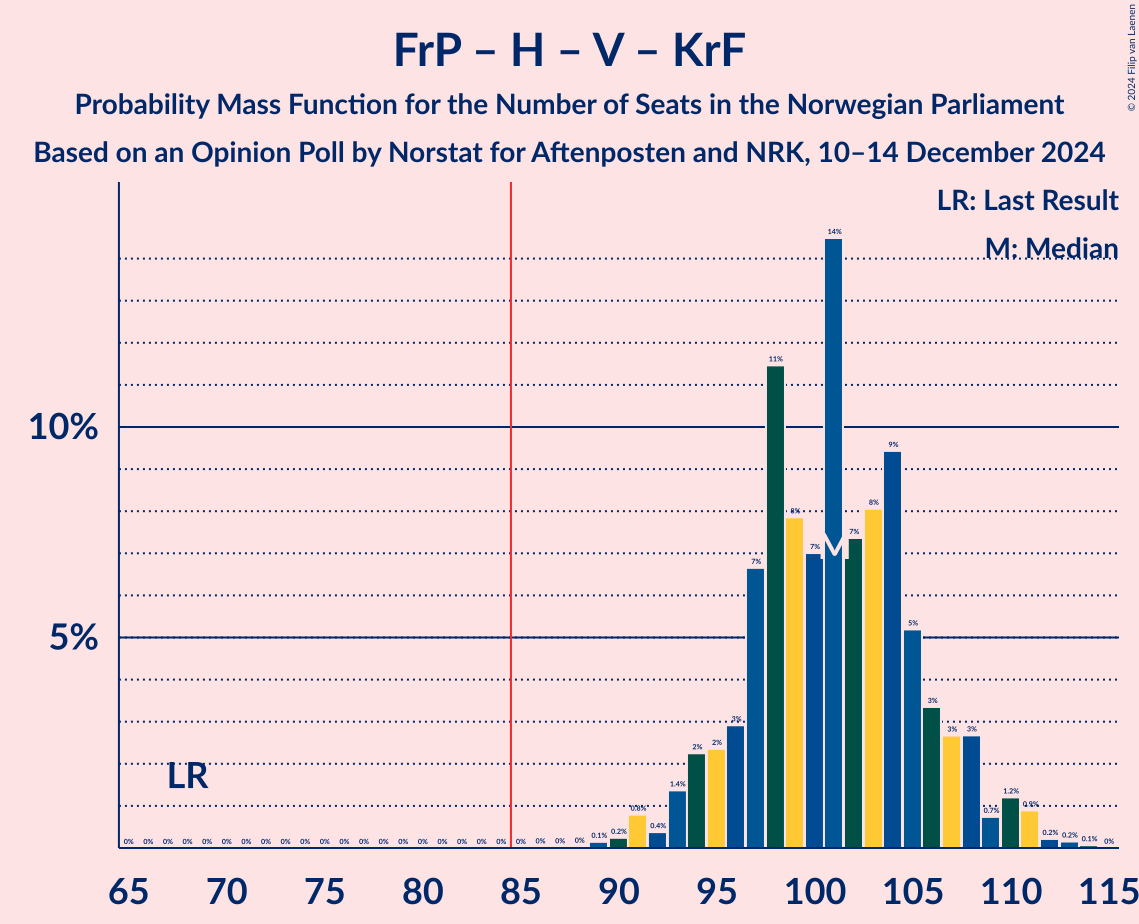 FrP – H – V – KrF
Probability Mass Function for the Number of Seats in the Norwegian Parliament
Based on an Opinion Poll by Norstat for Aftenposten and NRK, 10–14 December 2024
© 2024 Filip van Laenen
LR: Last Result
M: Median
10%
5%
LR
M
0% 0% 0% 0% 0% 0% 0% 0% 0% 0% 0% 0% 0% 0% 0% 0% 0% 0% 0% 0% 0% 0% 0% 0% 0.1% 0.2% 0.8% 0.4% 1.4% 2% 2% 3% 7% 11% 8% 7% 14% 7% 8% 9% 5% 3% 3% 3% 0.7% 1.2% 0.9% 0.2% 0.2% 0.1% 0%
65 70 75 80 85 90 95 100 105 110 115